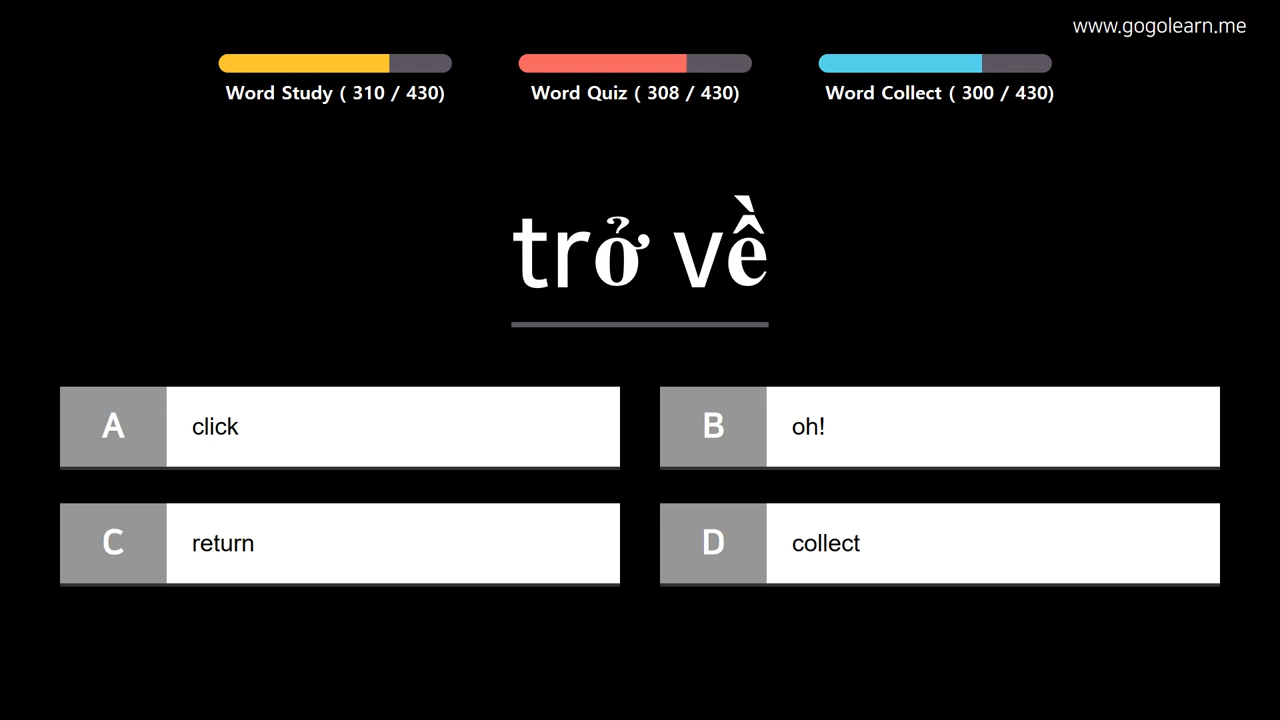 www.gogolearn.me
Word Study ( 310 / 430)
Word Quiz ( 308 / 430)
Word Collect ( 300 / 430)
trở về
A click
B oh!
C return
D collect